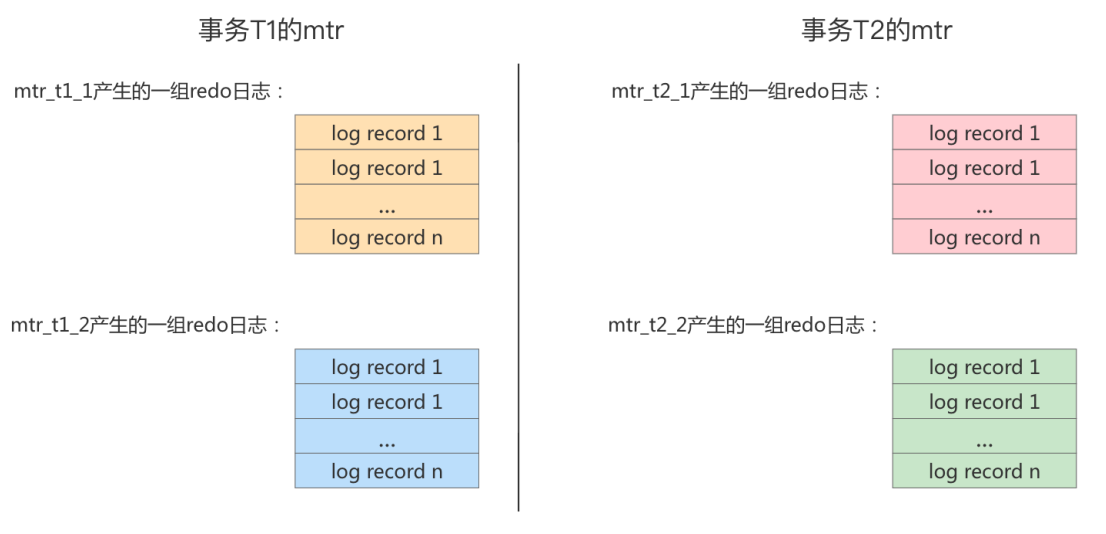 事务T1的mtr
mtr_t1_1产生的一组redo日志：
log record 1
log record 1
...
log record n
mtr_t1_2产生的一组redo日志：
log record 1
log record 1
...
log record n
事务T2的mtr
mtr_t2_1产生的一组redo日志：
log record 1
log record 1
...
log record n
mtr_t2_2产生的一组redo日志：
log record 1
log record 1
...
log record n